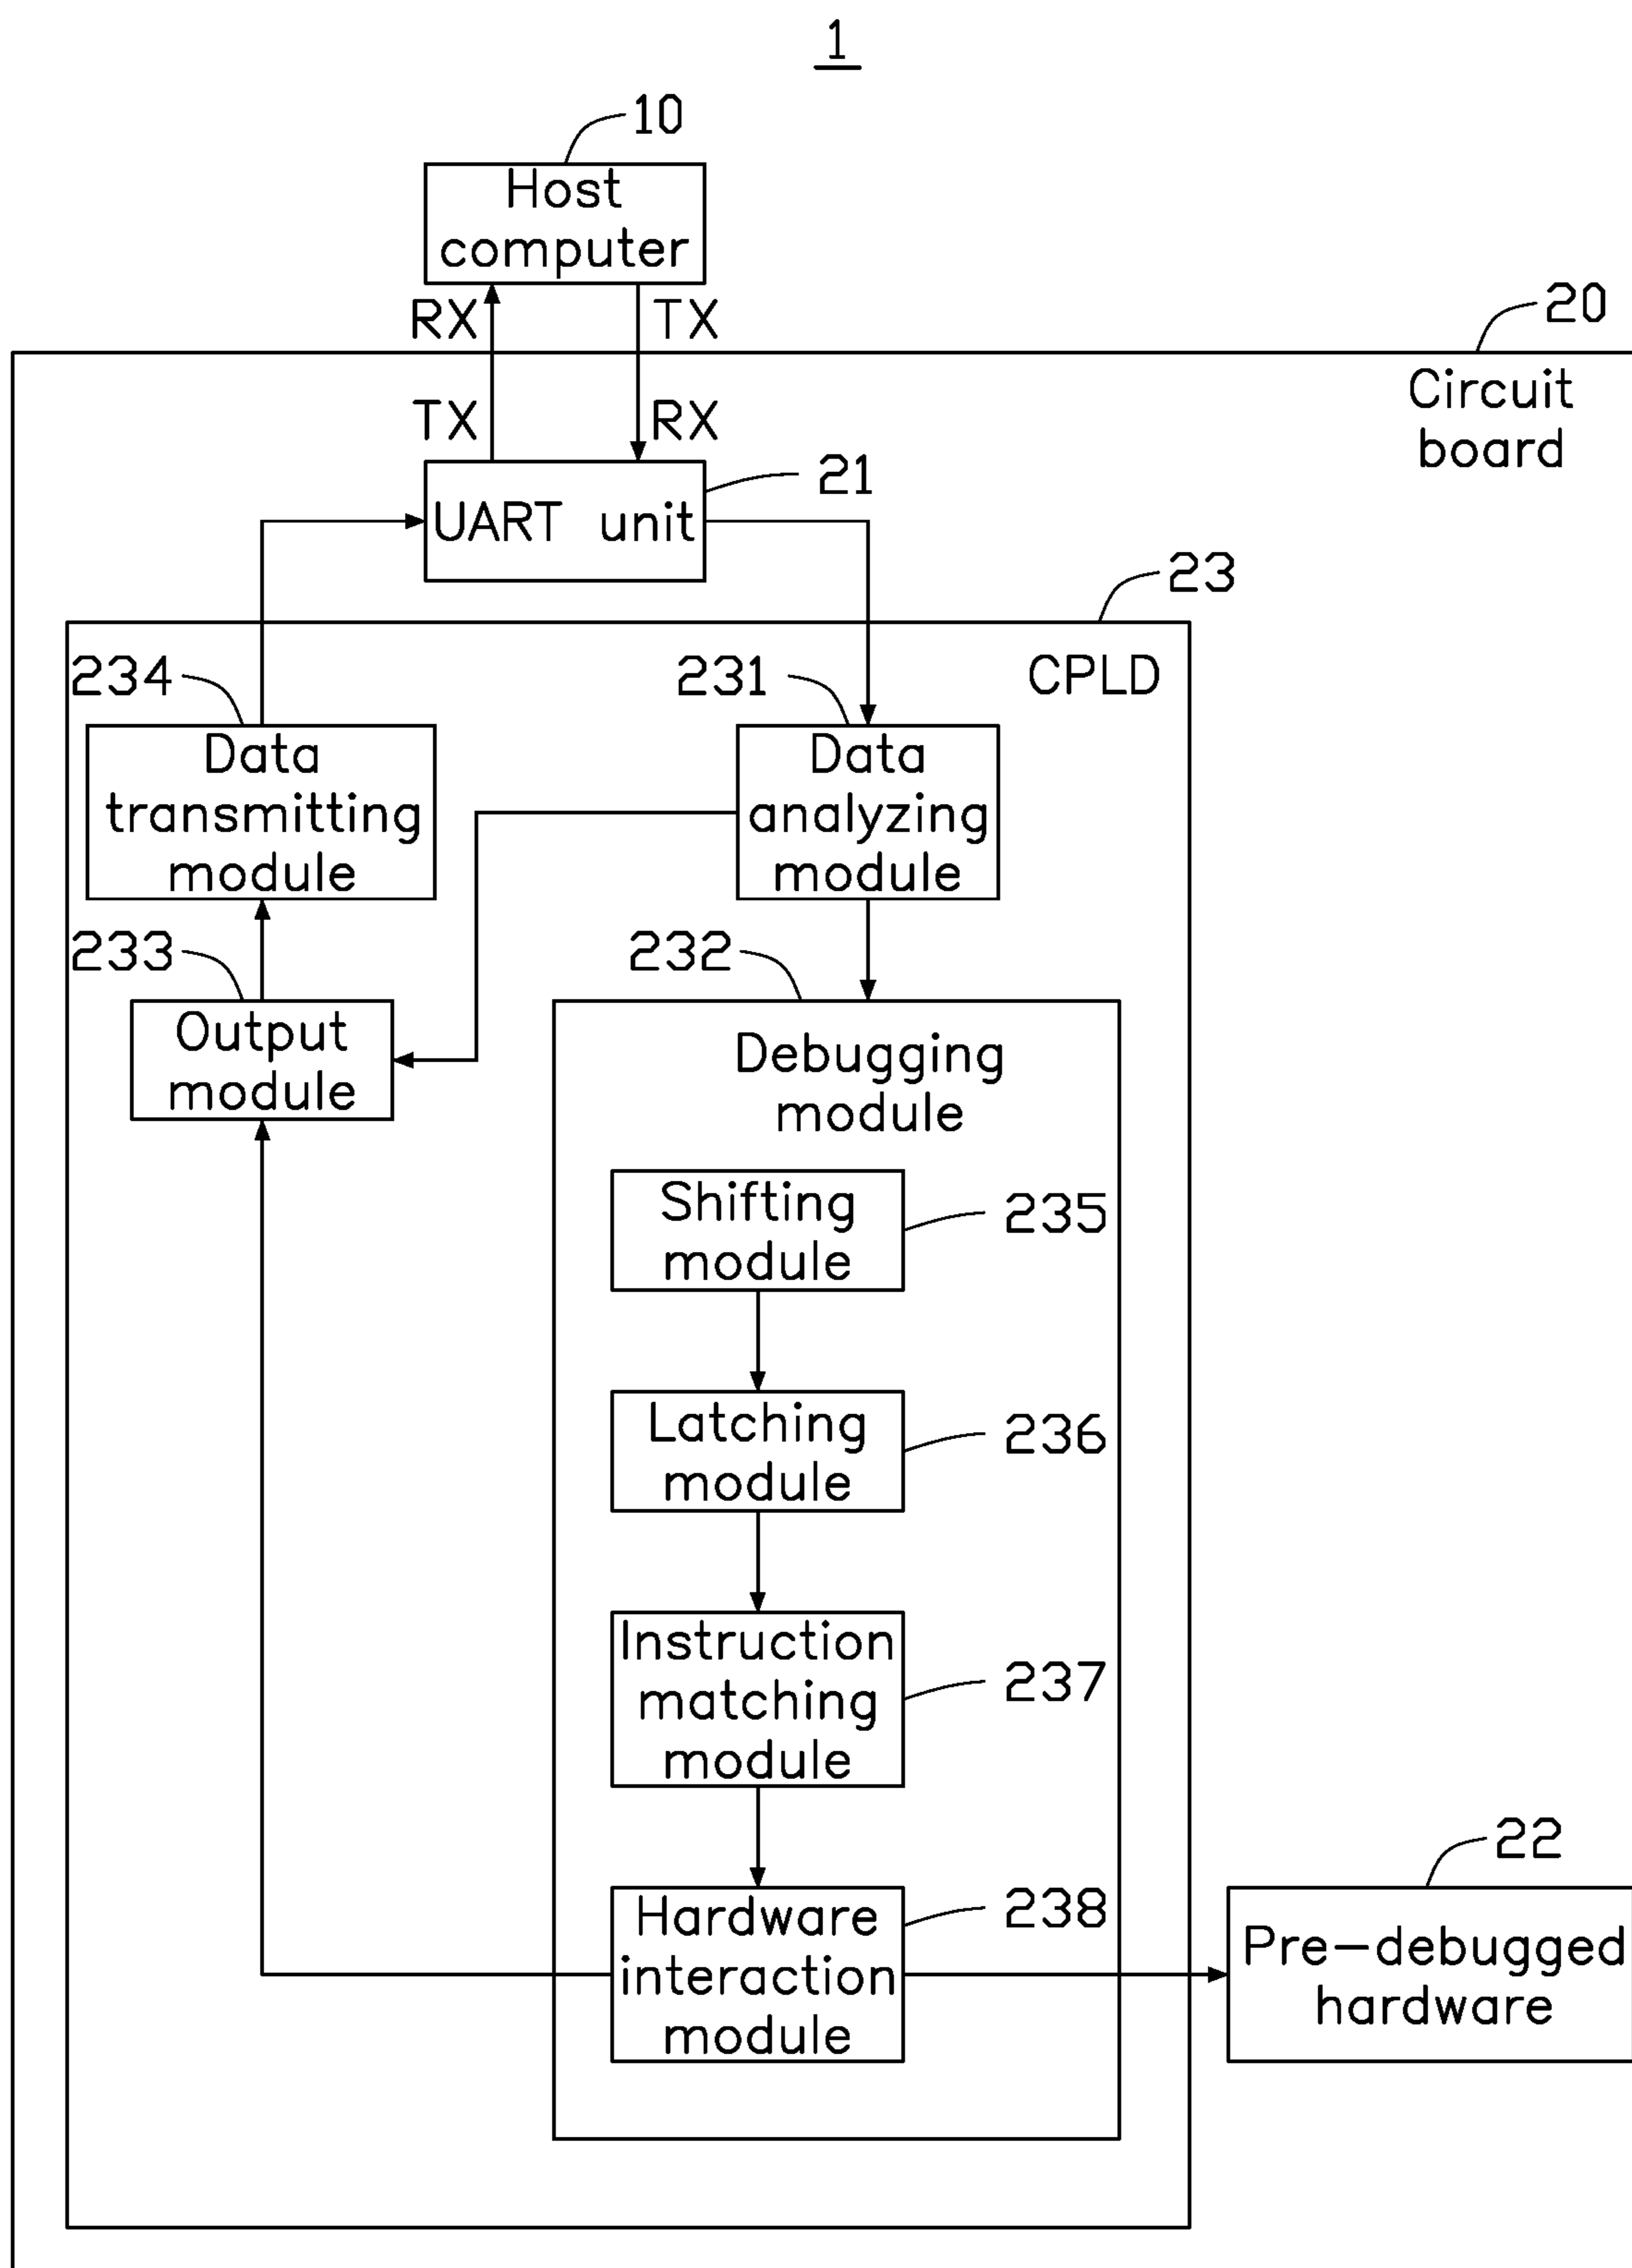 1
10
Host
computer
RX
TX
20
Circuit
board
TX
RX
21
UART unit
23
CPLD
234
231
Data
transmitting
module
Data
analyzing
module
233
232
Output
module
Debugging
module
Shifting
module
235
Latching
module
236
Instruction
matching
module
237
22
Hardware
interaction
module
238
Pre-debugged
hardware